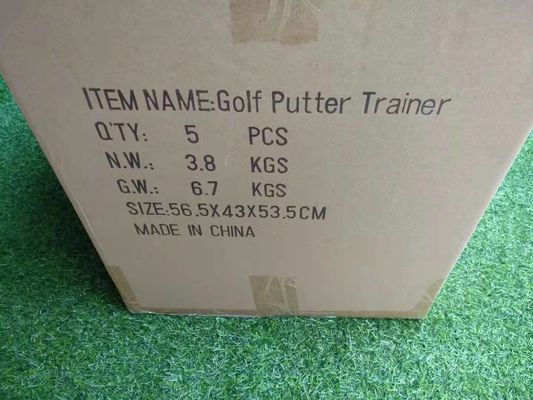 ITEM NAME:Golf Putter Trainer
Q'TY: 5 PCS
N.W.: 3.8 KGS
G.W.: 6.7 KGS
SIZE:56.5X43X53.5CM
MADE IN CHINA